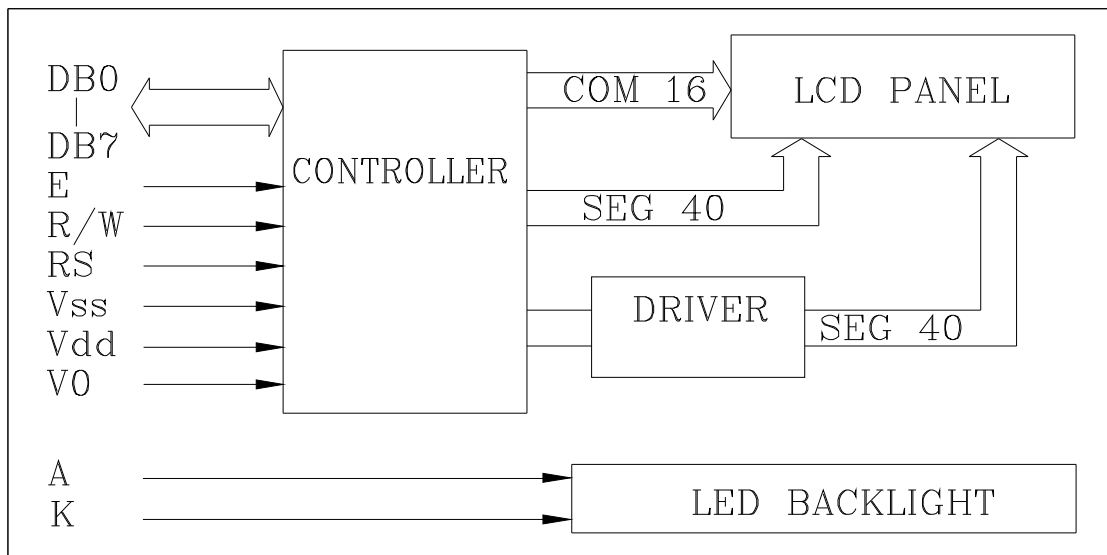 DB0
|
DB7
E
R/W
RS
Vss
Vdd
V0
A
K
CONTROLLER
COM 16
SEG 40
DRIVER
SEG 40
LCD PANEL
LED BACKLIGHT